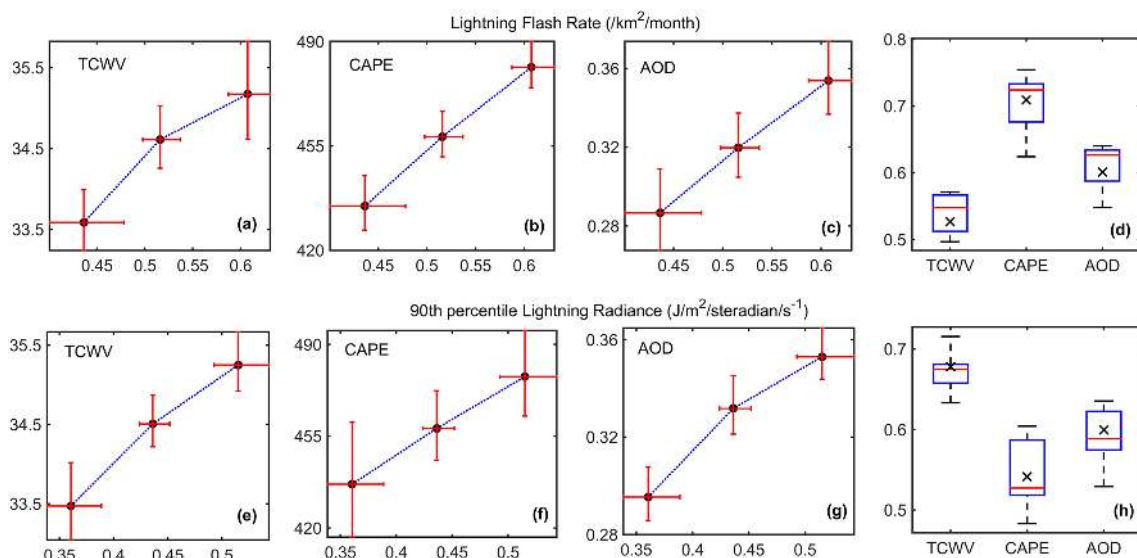 Lightning Flash Rate (/km²/month)
35.5
34.5
33.5
TCWV
(a)
0.45 0.5 0.55 0.6
490
455
420
CAPE
(b)
0.45 0.5 0.55 0.6
0.36
0.32
0.28
AOD
(c)
0.45 0.5 0.55 0.6
0.8
0.7
0.6
0.5
(d)
TCWV CAPE AOD
90th percentile Lightning Radiance (J/m²/steradian/s⁻¹)
35.5
34.5
33.5
TCWV
(e)
0.35 0.4 0.45 0.5
490
455
420
CAPE
(f)
0.35 0.4 0.45 0.5
0.36
0.32
0.28
AOD
(g)
0.35 0.4 0.45 0.5
0.7
0.6
0.5
(h)
TCWV CAPE AOD